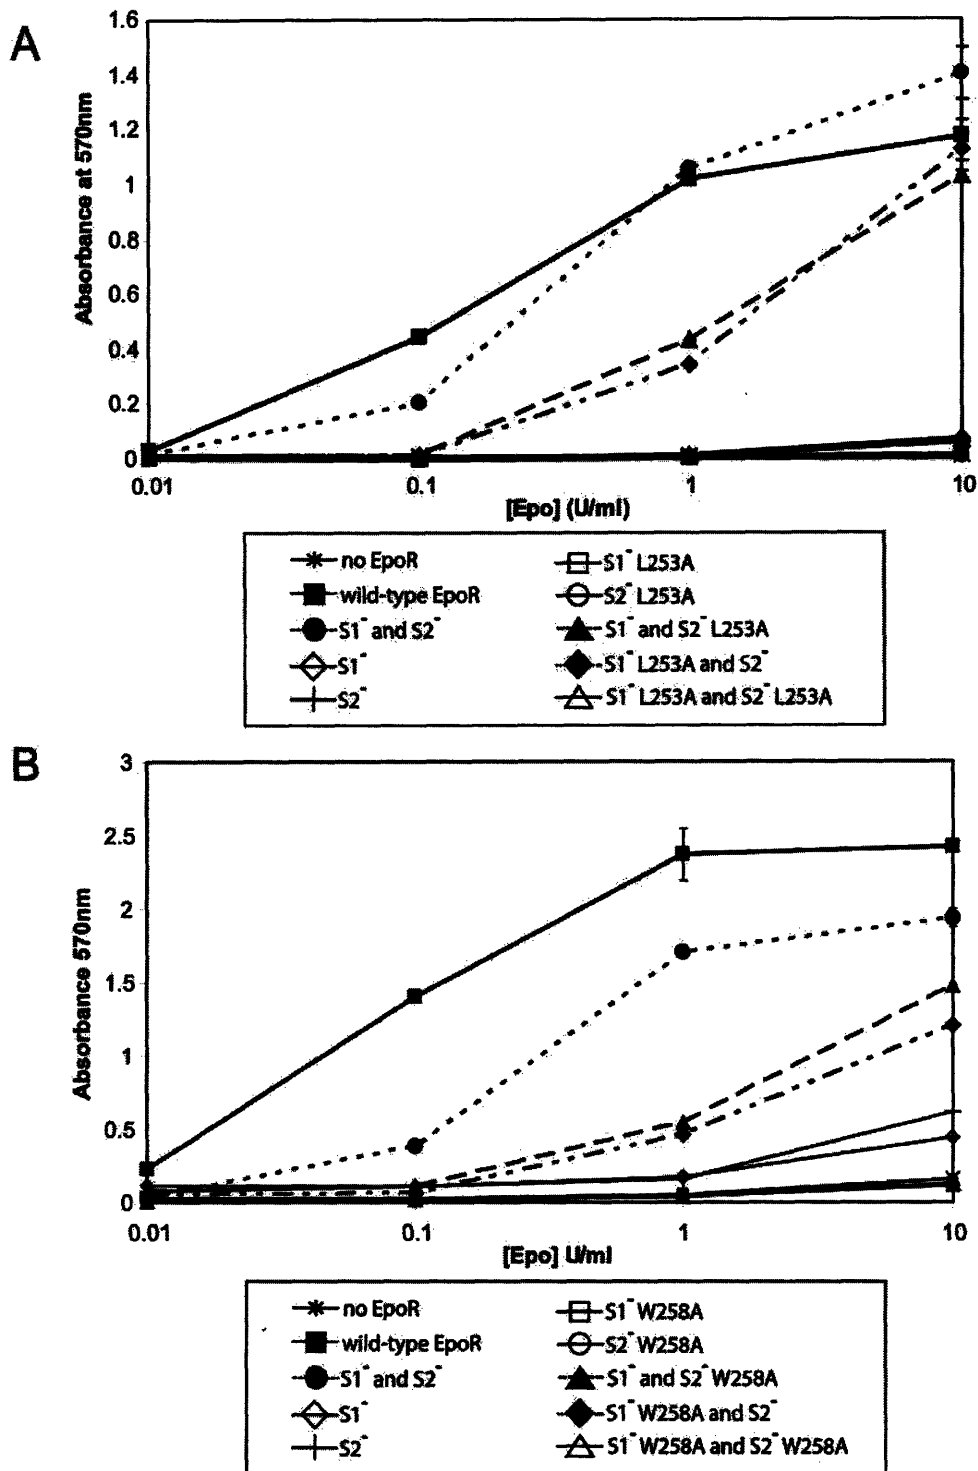 A
1.6
1.4
1.2
1
0.8
0.6
0.4
0.2
0
Absorbance at 570nm
0.01 0.1 1 10
[Epo] (U/ml)
no EpoR
wild-type EpoR
S1⁻ and S2⁻
S1⁻
S2⁻
S1⁻ L253A
S2⁻ L253A
S1⁻ and S2⁻ L253A
S1⁻ L253A and S2⁻
S1⁻ L253A and S2⁻ L253A
B
3
2.5
2
1.5
1
0.5
0
Absorbance 570nm
0.01 0.1 1 10
[Epo] U/ml
no EpoR
wild-type EpoR
S1⁻ and S2⁻
S1⁻
S2⁻
S1⁻ W258A
S2⁻ W258A
S1⁻ and S2⁻ W258A
S1⁻ W258A and S2⁻
S1⁻ W258A and S2⁻ W258A